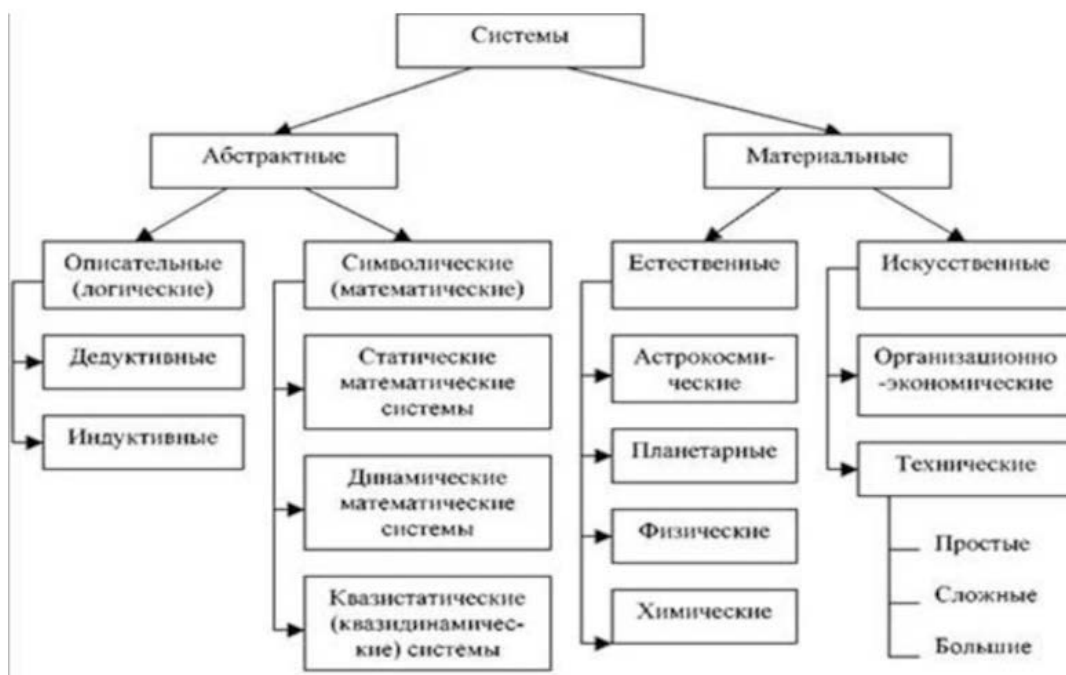 Системы
Абстрактные
Материальные
Описательные
(логические)
Дедуктивные
Индуктивные
Символические
(математические)
Статические
математические
системы
Динамические
математические
системы
Квазистатические
(квазидинамичес-
кие) системы
Естественные
Астрокосми-
ческие
Планетарные
Физические
Химические
Искусственные
Организационно
-экономические
Технические
Простые
Сложные
Большие